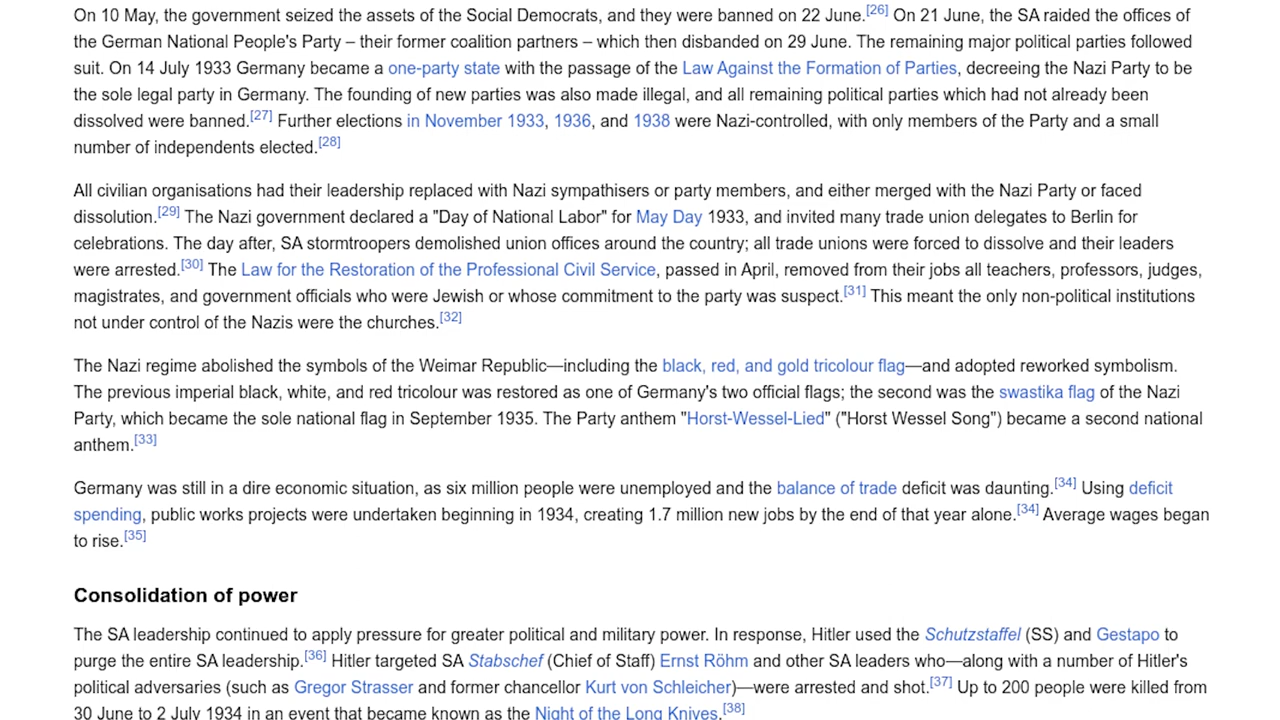 On 10 May, the government seized the assets of the Social Democrats, and they were banned on 22 June.[26] On 21 June, the SA raided the offices of
the German National People's Party – their former coalition partners – which then disbanded on 29 June. The remaining major political parties followed
suit. On 14 July 1933 Germany became a one-party state with the passage of the Law Against the Formation of Parties, decreeing the Nazi Party to be
the sole legal party in Germany. The founding of new parties was also made illegal, and all remaining political parties which had not already been
dissolved were banned.[27] Further elections in November 1933, 1936, and 1938 were Nazi-controlled, with only members of the Party and a small
number of independents elected.[28]
All civilian organisations had their leadership replaced with Nazi sympathisers or party members, and either merged with the Nazi Party or faced
dissolution.[29] The Nazi government declared a "Day of National Labor" for May Day 1933, and invited many trade union delegates to Berlin for
celebrations. The day after, SA stormtroopers demolished union offices around the country; all trade unions were forced to dissolve and their leaders
were arrested.[30] The Law for the Restoration of the Professional Civil Service, passed in April, removed from their jobs all teachers, professors, judges,
magistrates, and government officials who were Jewish or whose commitment to the party was suspect.[31] This meant the only non-political institutions
not under control of the Nazis were the churches.[32]
The Nazi regime abolished the symbols of the Weimar Republic—including the black, red, and gold tricolour flag—and adopted reworked symbolism.
The previous imperial black, white, and red tricolour was restored as one of Germany's two official flags; the second was the swastika flag of the Nazi
Party, which became the sole national flag in September 1935. The Party anthem "Horst-Wessel-Lied" ("Horst Wessel Song") became a second national
anthem.[33]
Germany was still in a dire economic situation, as six million people were unemployed and the balance of trade deficit was daunting.[34] Using deficit
spending, public works projects were undertaken beginning in 1934, creating 1.7 million new jobs by the end of that year alone.[34] Average wages began
to rise.[35]
Consolidation of power
The SA leadership continued to apply pressure for greater political and military power. In response, Hitler used the Schutzstaffel (SS) and Gestapo to
purge the entire SA leadership.[36] Hitler targeted SA Stabschef (Chief of Staff) Ernst Röhm and other SA leaders who—along with a number of Hitler's
political adversaries (such as Gregor Strasser and former chancellor Kurt von Schleicher)—were arrested and shot.[37] Up to 200 people were killed from
30 June to 2 July 1934 in an event that became known as the Night of the Long Knives.[38]